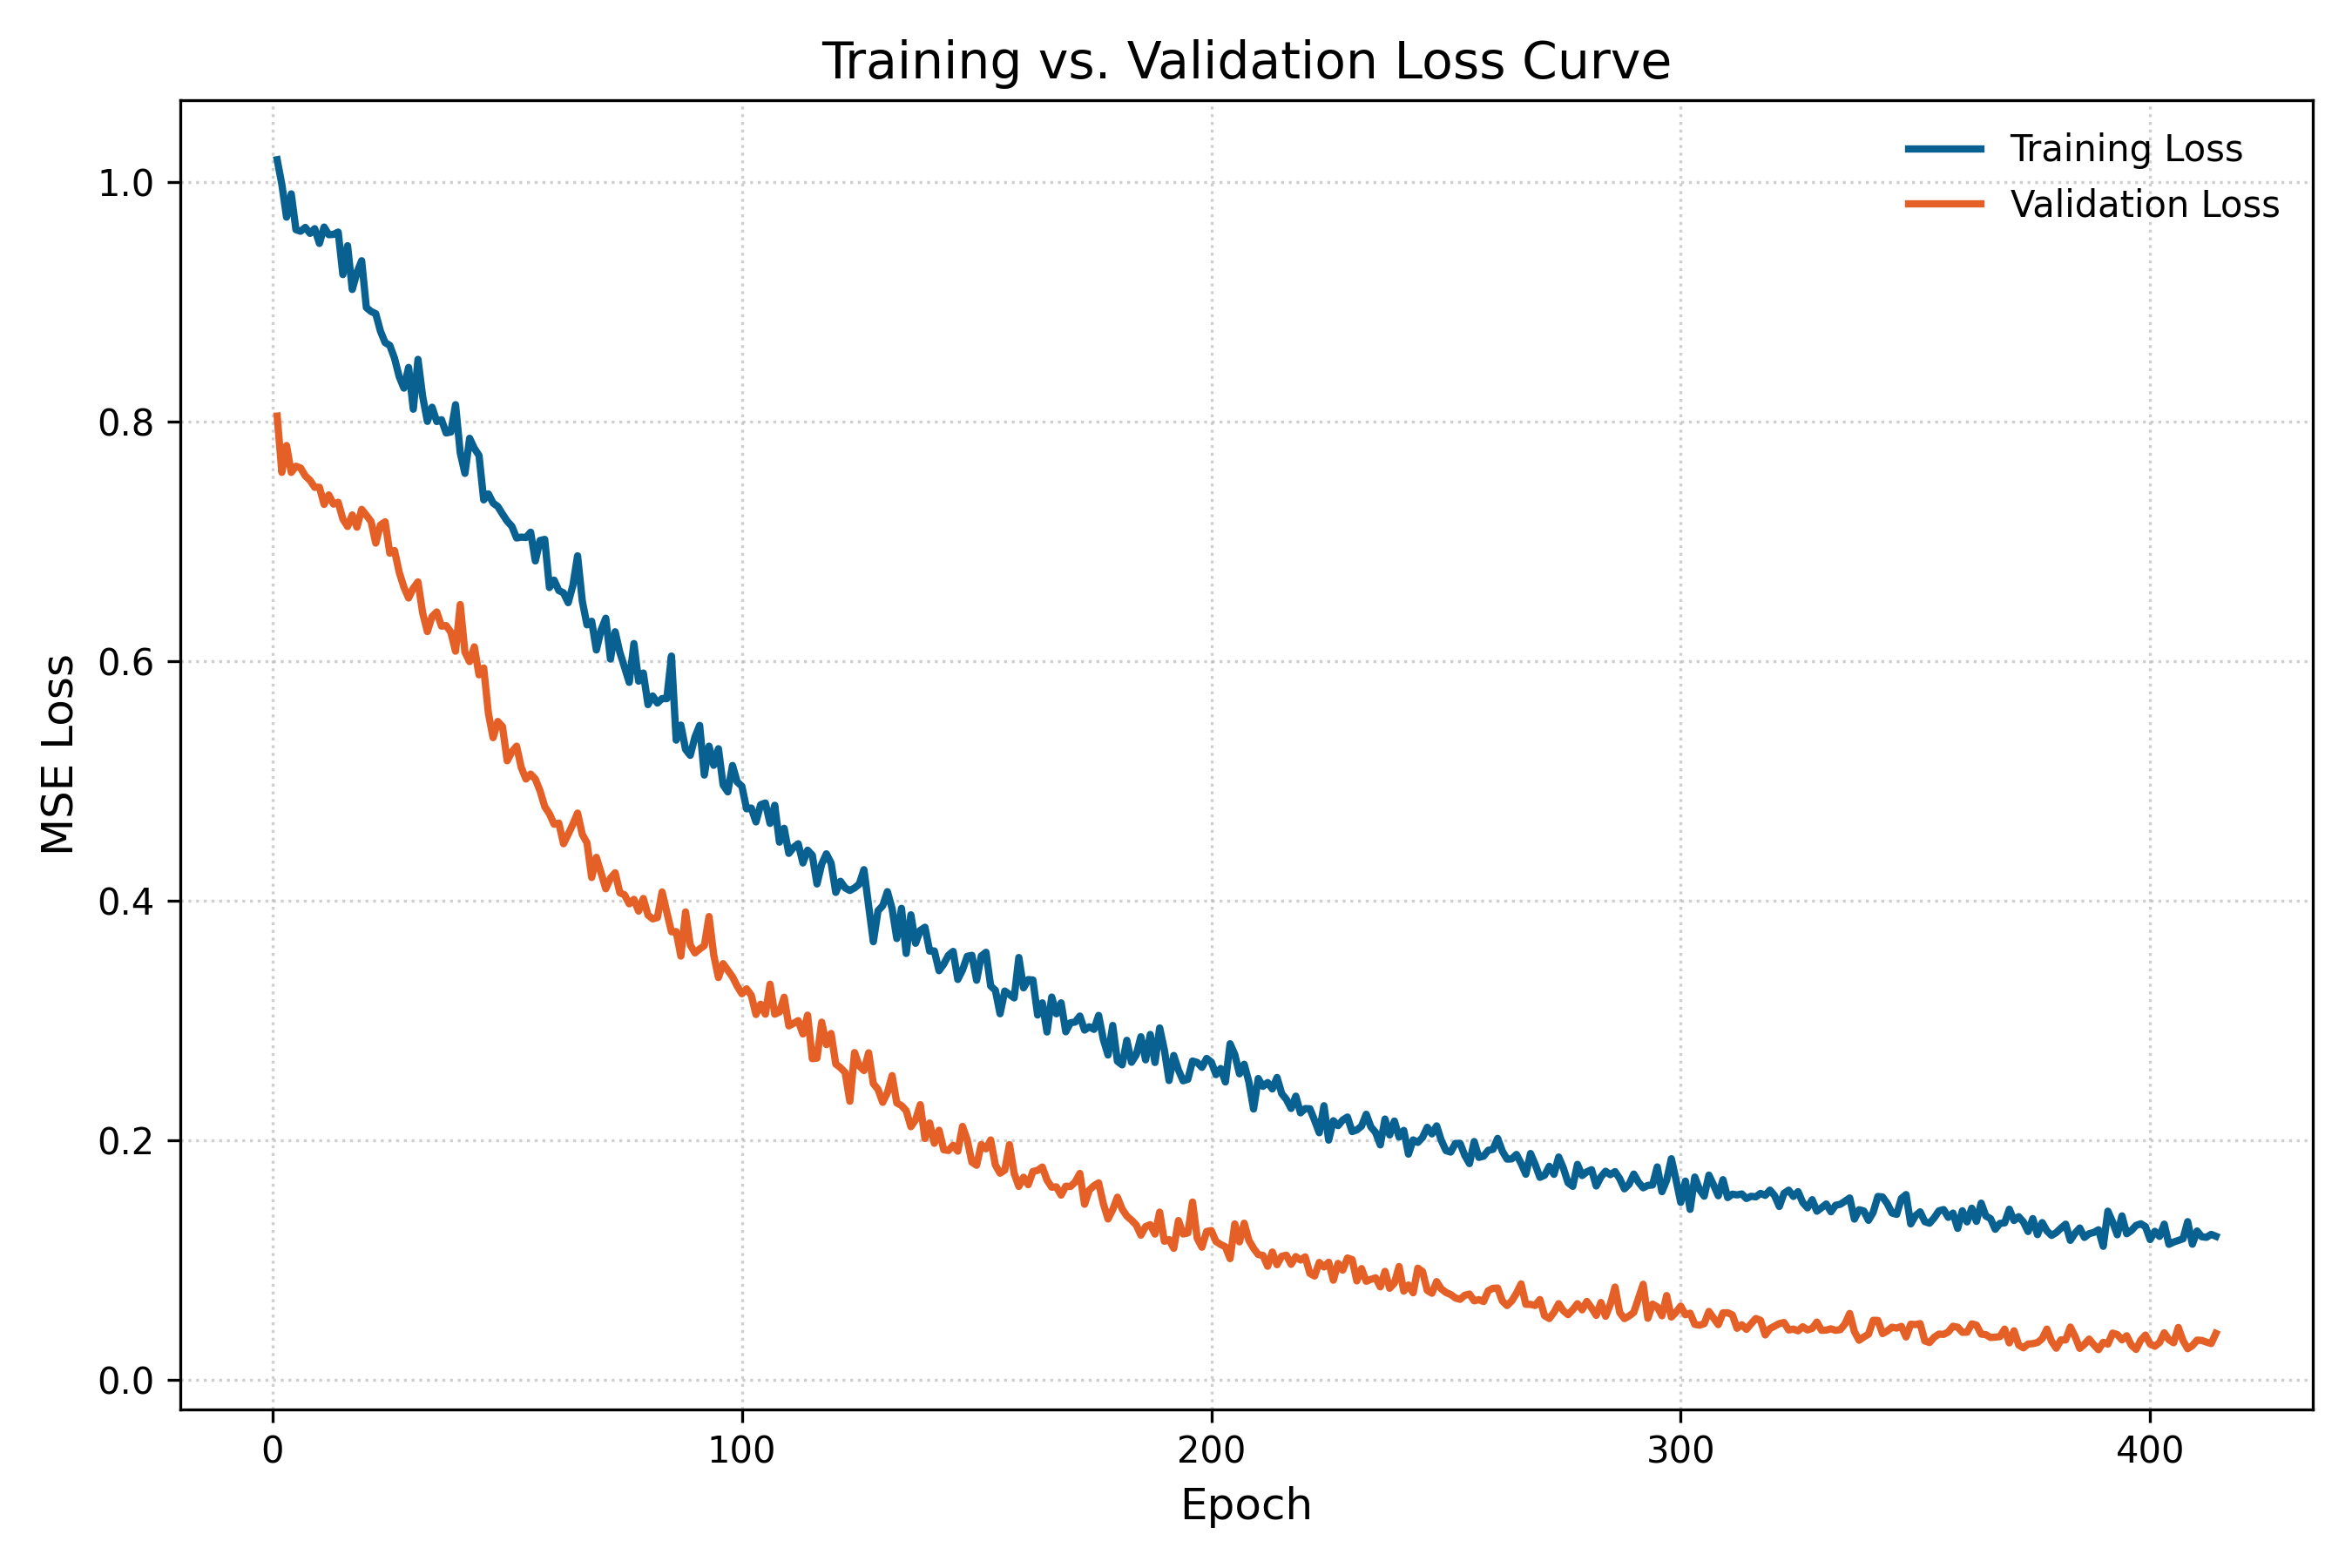 Training vs. Validation Loss Curve
Training Loss
Validation Loss
MSE Loss
1.0
0.8
0.6
0.4
0.2
0.0
0 100 200 300 400
Epoch